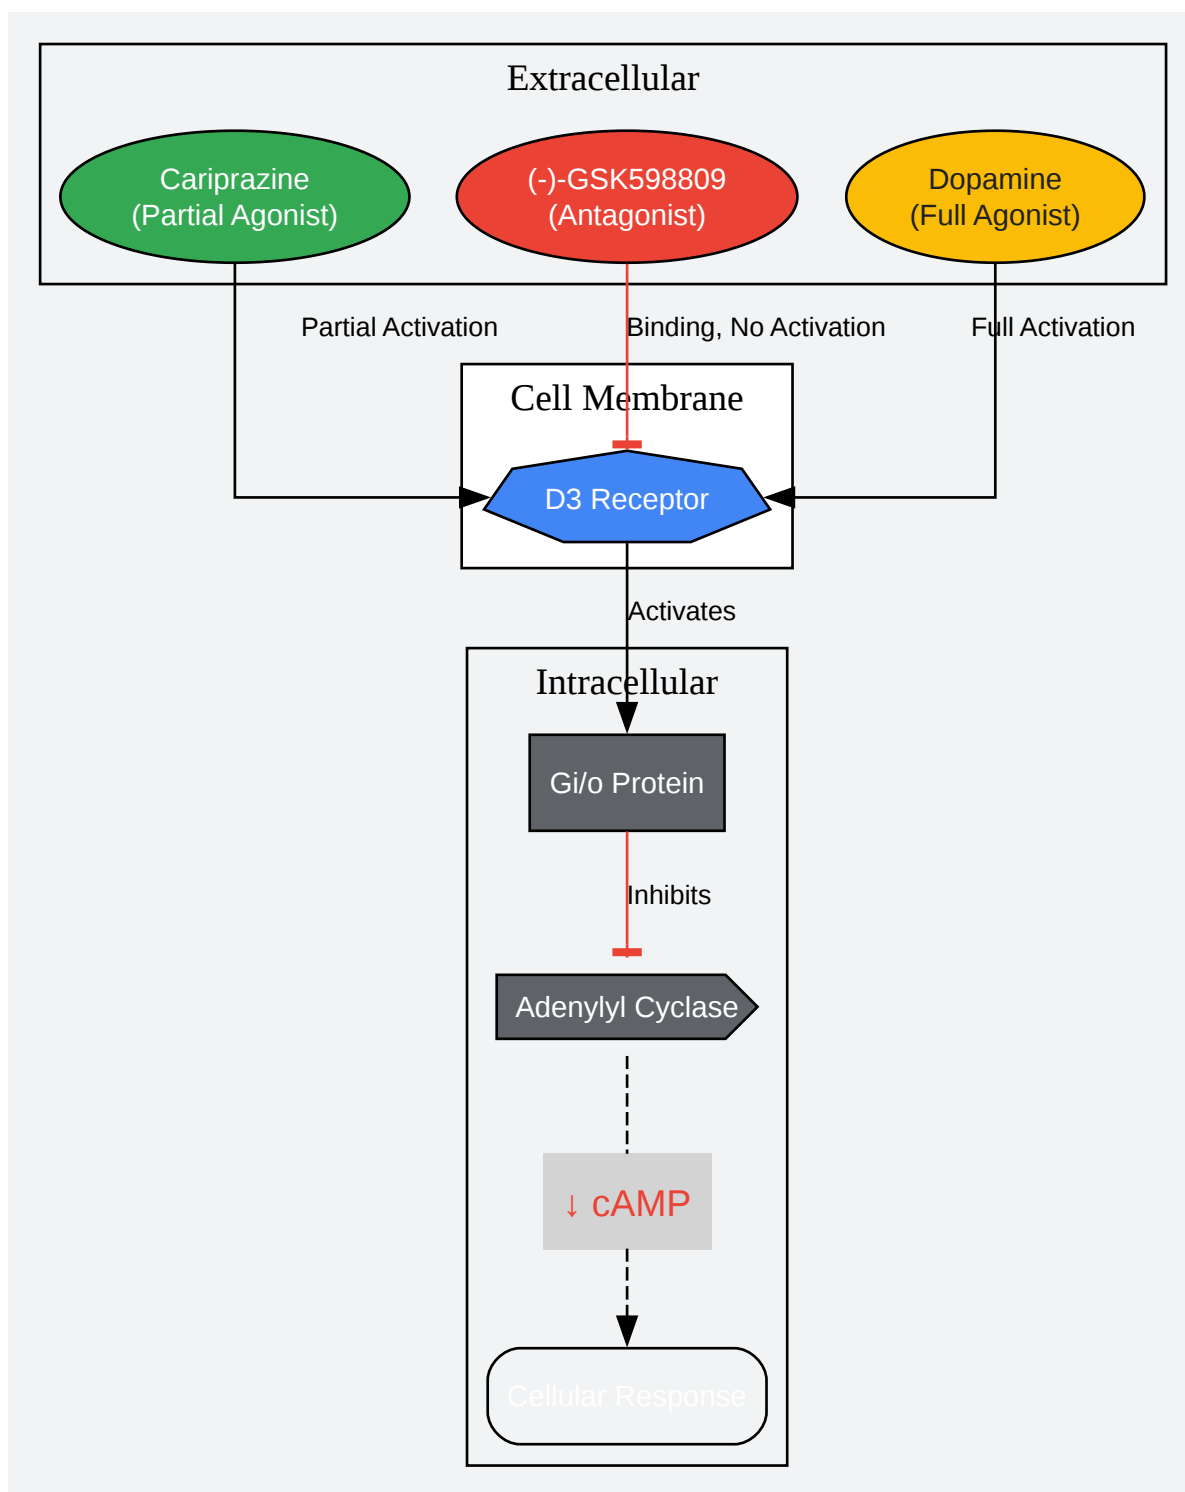 Extracellular
Cariprazine
(Partial Agonist)
(-)-GSK598809
(Antagonist)
Dopamine
(Full Agonist)
Partial Activation
Binding, No Activation
Full Activation
Cell Membrane
D3 Receptor
Activates
Intracellular
Gi/o Protein
Inhibits
Adenylyl Cyclase
↓ cAMP
Cellular Response